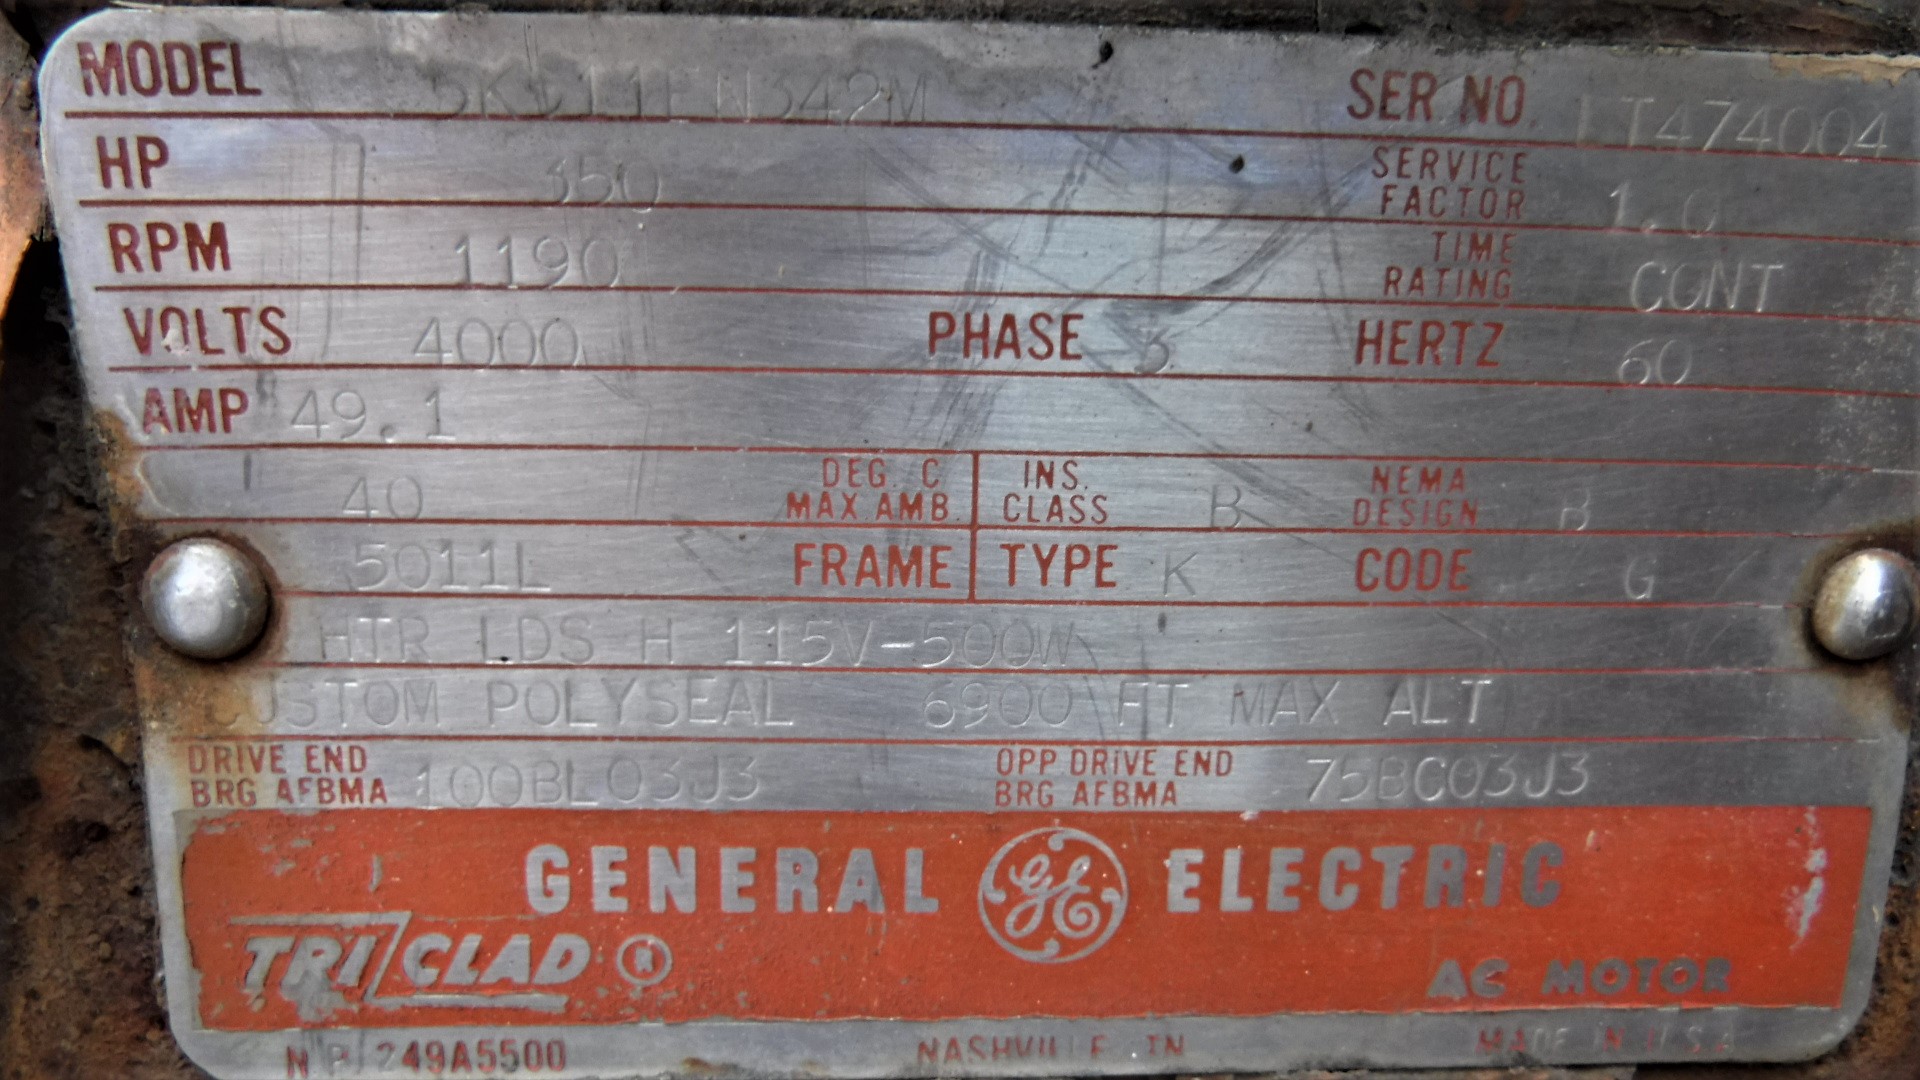 MODEL SER NO. LT474004
HP 350 SERVICE FACTOR 1.0
RPM 1190 TIME RATING CONT
VOLTS 4000 PHASE 3 HERTZ 60
AMP 49.1
40 DEG. C MAX AMB. INS. CLASS B NEMA DESIGN B
5011L FRAME TYPE K CODE G
HTR LDS H 115V-500W
CUSTOM POLYSEAL 6900 FT MAX ALT
DRIVE END BRG AFBMA 100BL03J3 OPP DRIVE END BRG AFBMA 75BC03J3
GENERAL GE ELECTRIC
TRI/CLAD ® AC MOTOR
N.P. 249A5500 NASHVILLE, TN MADE IN U.S.A.